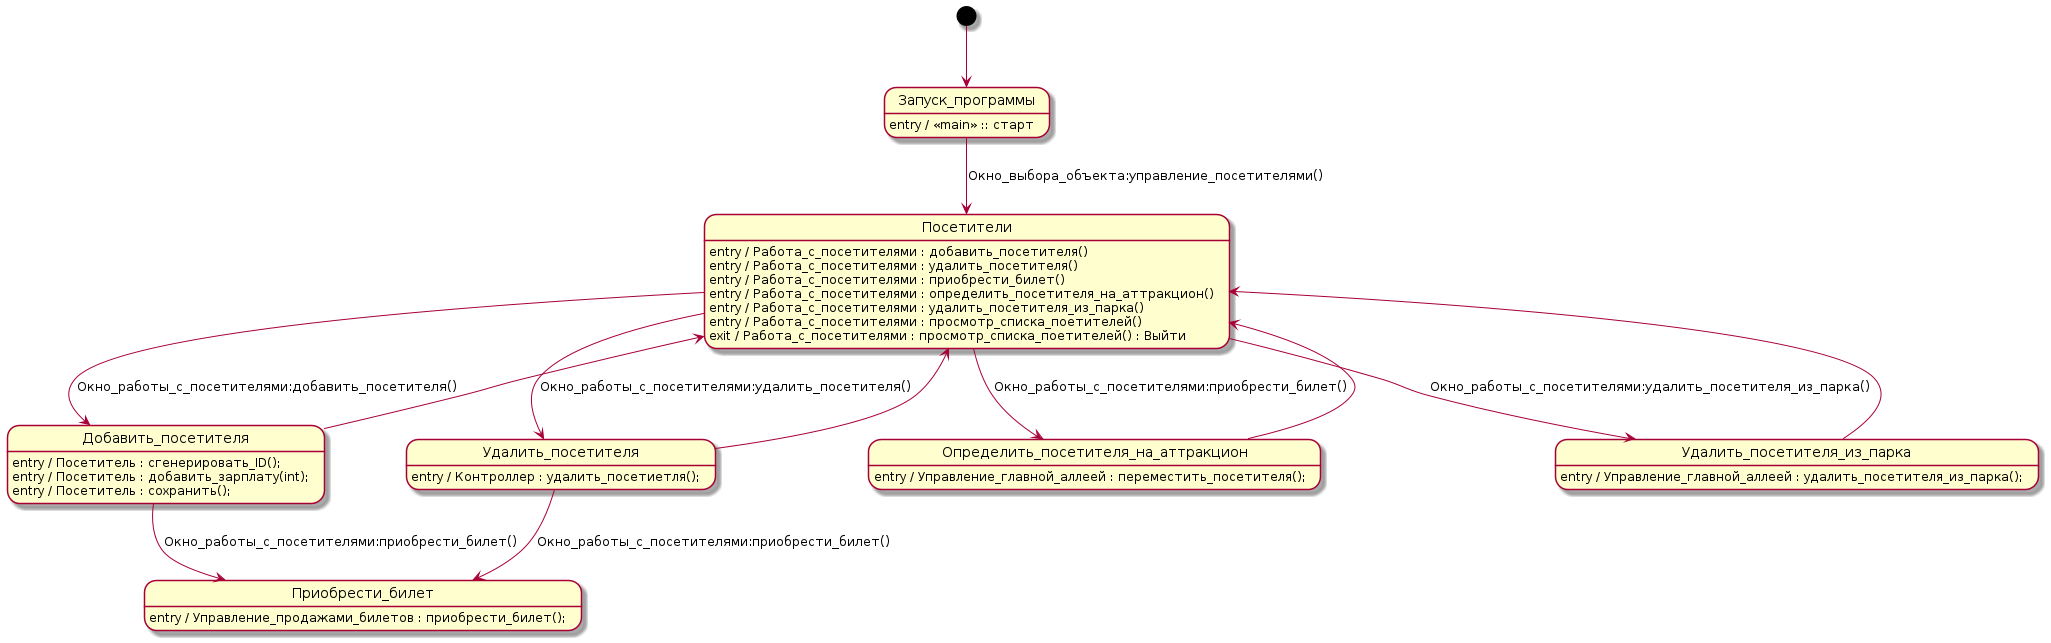 Запуск_программы
entry / «main» :: старт
Окно_выбора_объекта:управление_посетителями()
Посетители
entry / Работа_с_посетителями : добавить_посетителя()
entry / Работа_с_посетителями : удалить_посетителя()
entry / Работа_с_посетителями : приобрести_билет()
entry / Работа_с_посетителями : определить_посетителя_на_аттракцион()
entry / Работа_с_посетителями : удалить_посетителя_из_парка()
entry / Работа_с_посетителями : просмотр_списка_поетителей()
exit / Работа_с_посетителями : просмотр_списка_поетителей() : Выйти
Окно_работы_с_посетителями:добавить_посетителя()
Окно_работы_с_посетителями:удалить_посетителя()
Окно_работы_с_посетителями:приобрести_билет()
Окно_работы_с_посетителями:удалить_посетителя_из_парка()
Добавить_посетителя
entry / Посетитель : сгенерировать_ID();
entry / Посетитель : добавить_зарплату(int);
entry / Посетитель : сохранить();
Удалить_посетителя
entry / Контроллер : удалить_посетиетля();
Определить_посетителя_на_аттракцион
entry / Управление_главной_аллеей : переместить_посетителя();
Удалить_посетителя_из_парка
entry / Управление_главной_аллеей : удалить_посетителя_из_парка();
Окно_работы_с_посетителями:приобрести_билет()
Окно_работы_с_посетителями:приобрести_билет()
Приобрести_билет
entry / Управление_продажами_билетов : приобрести_билет();